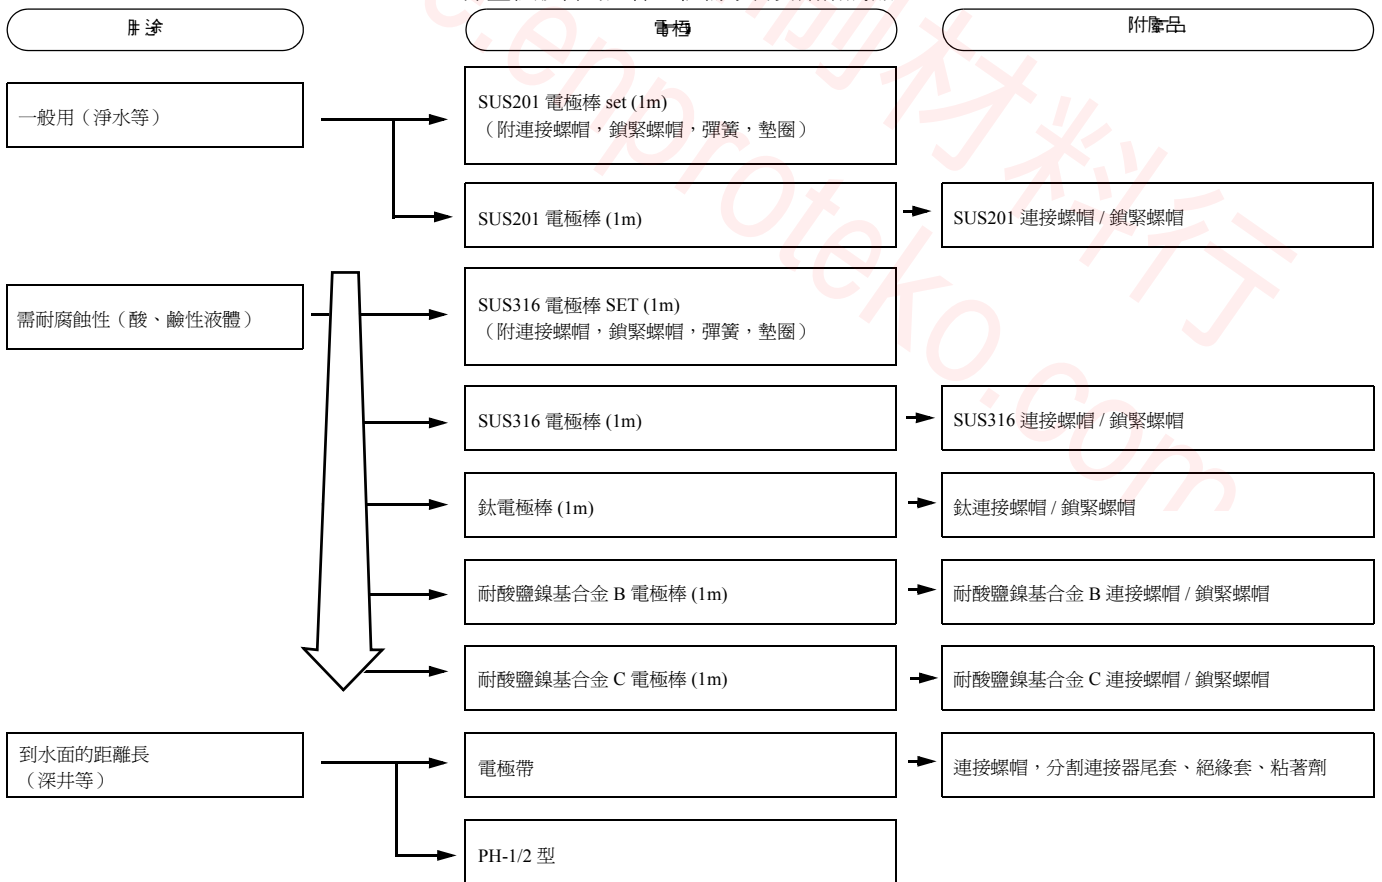 用途
電極
附屬品
一般用（淨水等）
SUS201 電極棒 set (1m)
（附連接螺帽，鎖緊螺帽，彈簧，墊圈）
SUS201 電極棒 (1m)
SUS201 連接螺帽 / 鎖緊螺帽
需耐腐蝕性（酸、鹼性液體）
SUS316 電極棒 SET (1m)
（附連接螺帽，鎖緊螺帽，彈簧，墊圈）
SUS316 電極棒 (1m)
SUS316 連接螺帽 / 鎖緊螺帽
鈦電極棒 (1m)
鈦連接螺帽 / 鎖緊螺帽
耐酸鹽鎳基合金 B 電極棒 (1m)
耐酸鹽鎳基合金 B 連接螺帽 / 鎖緊螺帽
耐酸鹽鎳基合金 C 電極棒 (1m)
耐酸鹽鎳基合金 C 連接螺帽 / 鎖緊螺帽
到水面的距離長
（深井等）
電極帶
連接螺帽，分割連接器尾套、絕緣套、粘著劑
PH-1/2 型
材料行
.enproteko.com